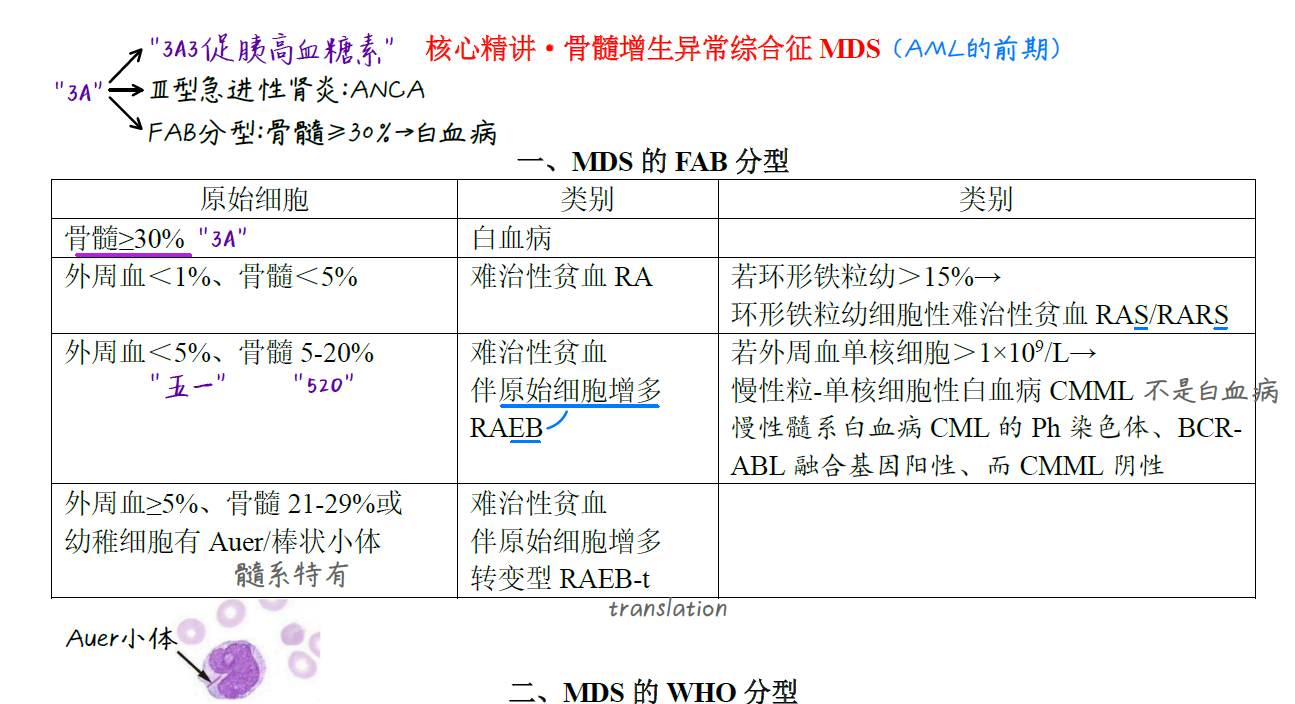 "3A3促胰高血糖素" 核心精讲·骨髓增生异常综合征 MDS (AML的前期)
"3A" Ⅲ型急进性肾炎:ANCA
FAB分型:骨髓≥30%→白血病
一、MDS 的 FAB 分型
原始细胞 类别 类别
骨髓≥30% "3A" 白血病
外周血＜1%、骨髓＜5% 难治性贫血 RA 若环形铁粒幼＞15%→
环形铁粒幼细胞性难治性贫血 RAS/RARS
外周血＜5%、骨髓 5-20% 难治性贫血 若外周血单核细胞＞1×10⁹/L→
"五一" "520" 伴原始细胞增多 慢性粒-单核细胞性白血病 CMML 不是白血病
RAEB 慢性髓系白血病 CML 的 Ph 染色体、BCR-
ABL 融合基因阳性、而 CMML 阴性
外周血≥5%、骨髓 21-29%或 难治性贫血
幼稚细胞有 Auer/棒状小体 伴原始细胞增多
髓系特有 转变型 RAEB-t
translation
Auer小体
二、MDS 的 WHO 分型